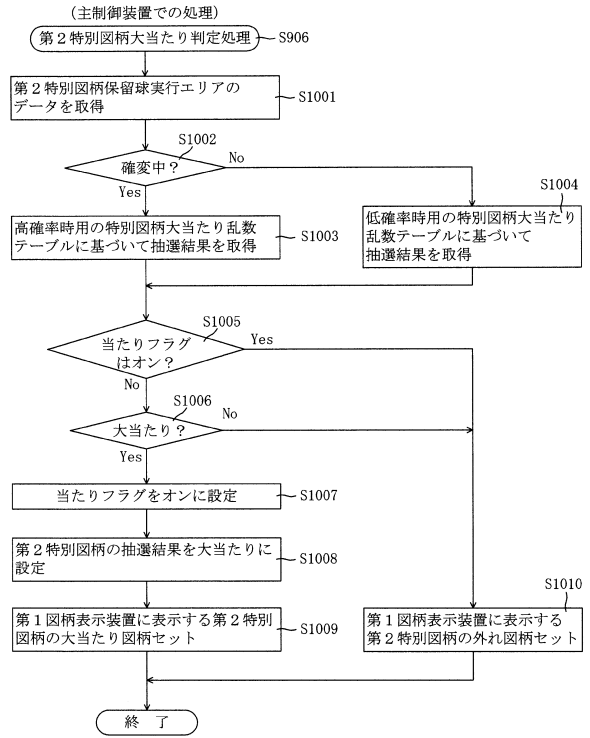 (主制御装置での処理)
第２特別図柄大当たり判定処理
S906
第２特別図柄保留球実行エリアの
データを取得
S1001
S1002
確変中？
No
Yes
S1004
高確率時用の特別図柄大当たり乱数
テーブルに基づいて抽選結果を取得
S1003
低確率時用の特別図柄大当たり
乱数テーブルに基づいて
抽選結果を取得
S1005
当たりフラグ
はオン？
Yes
No
S1006
大当たり？
No
Yes
当たりフラグをオンに設定
S1007
第２特別図柄の抽選結果を大当たりに
設定
S1008
S1010
第１図柄表示装置に表示する第２特別
図柄の大当たり図柄セット
S1009
第１図柄表示装置に表示する
第２特別図柄の外れ図柄セット
終　了